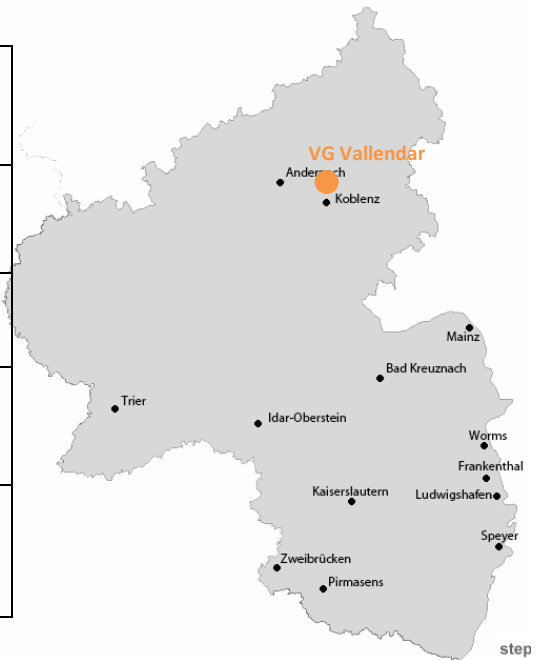 VG Vallendar
Andernach
Koblenz
Mainz
Bad Kreuznach
Trier
Idar-Oberstein
Worms
Frankenthal
Kaiserslautern
Ludwigshafen
Speyer
Zweibrücken
Pirmasens
step